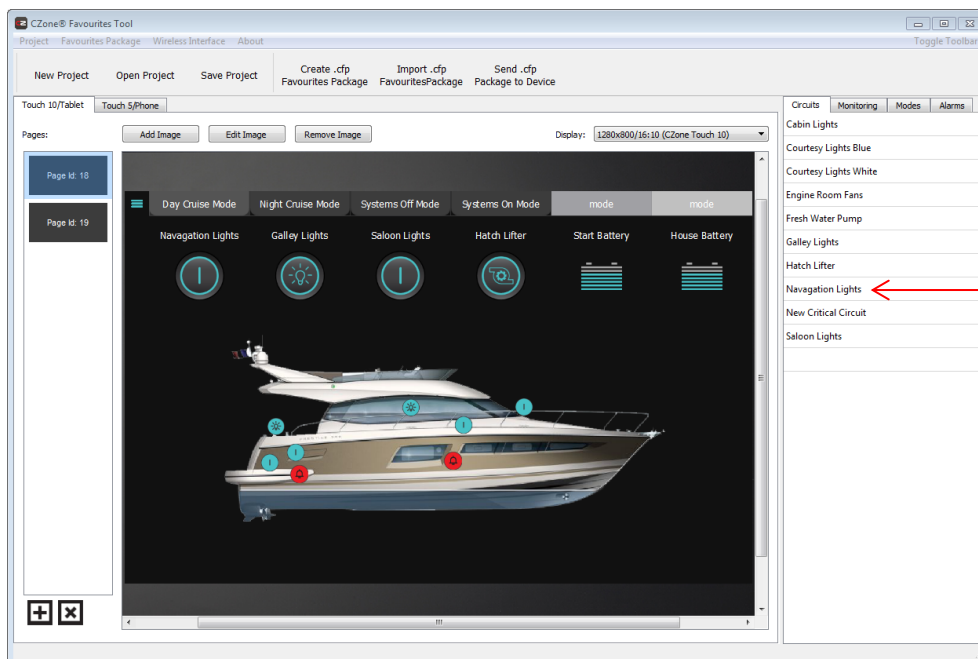 CZone® Favourites Tool
Project Favourites Package Wireless Interface About Toggle Toolbar
New Project Open Project Save Project Create .cfp Favourites Package Import .cfp FavouritesPackage Send .cfp Package to Device
Touch 10/Tablet Touch 5/Phone
Pages:
Add Image Edit Image Remove Image
Display: 1280x800/16:10 (CZone Touch 10)
Page Id: 18
Page Id: 19
Day Cruise Mode Night Cruise Mode Systems Off Mode Systems On Mode mode mode
Navagation Lights Galley Lights Saloon Lights Hatch Lifter Start Battery House Battery
Circuits Monitoring Modes Alarms
Cabin Lights
Courtesy Lights Blue
Courtesy Lights White
Engine Room Fans
Fresh Water Pump
Galley Lights
Hatch Lifter
Navagation Lights
New Critical Circuit
Saloon Lights